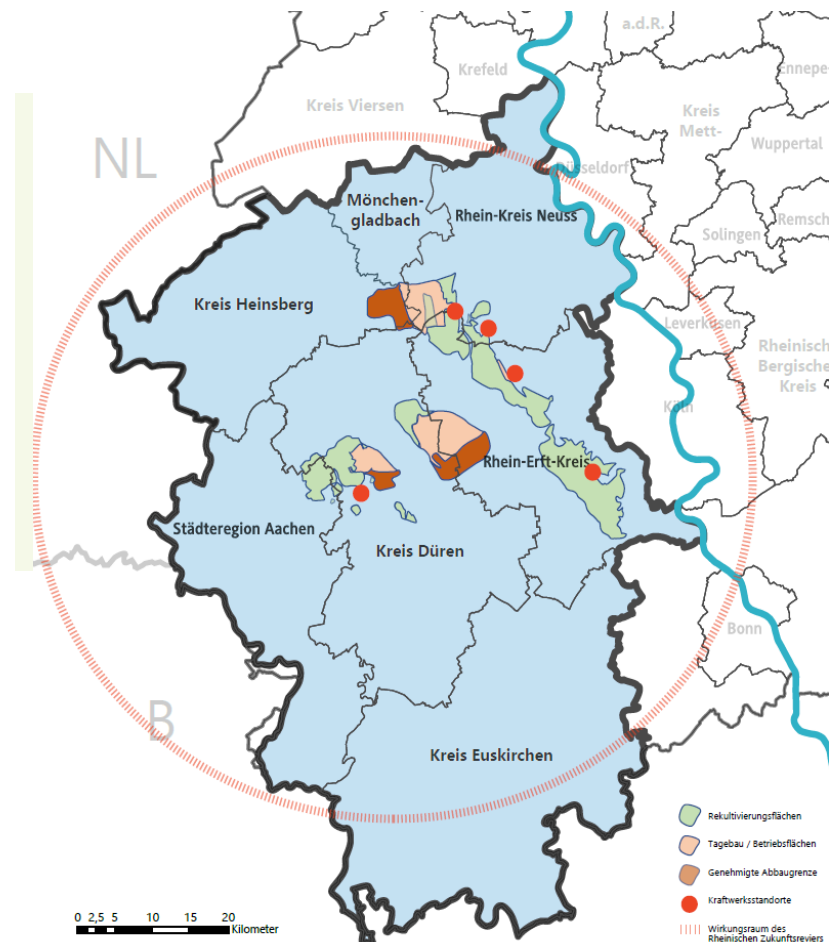 a.d.R.
Ennepe-
Krefeld
Kreis Viersen
Kreis
Mett-
Wuppertal
NL
Düsseldorf
Mönchen-
gladbach
Rhein-Kreis Neuss
Remsch
Solingen
Kreis Heinsberg
Leverkusen
Rheinisch
Bergische
Kreis
Köln
Rhein-Erft-Kreis
Städteregion Aachen
Kreis Düren
Bonn
B
Kreis Euskirchen
Rekultivierungsflächen
Tagebau / Betriebsflächen
Genehmigte Abbaugrenze
Kraftwerksstandorte
0 2,5 5 10 15 20
Kilometer
Wirkungsraum des
Rheinischen Zukunftsreviers